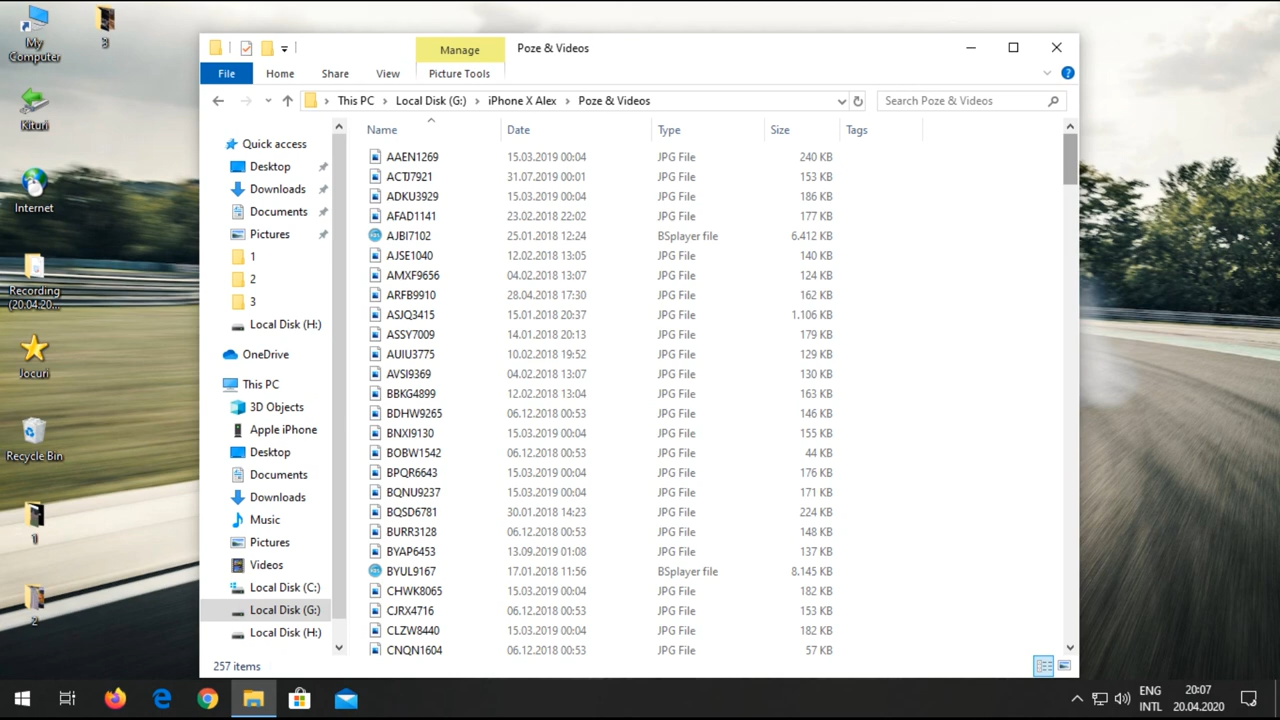 My
Computer
3
Kituri
Internet
Recording
(20.04.20...
Jocuri
Recycle Bin
1
2
Manage
Poze & Videos
File
Home
Share
View
Picture Tools
This PC
Local Disk (G:)
iPhone X Alex
Poze & Videos
Search Poze & Videos
Quick access
Desktop
Downloads
Documents
Pictures
1
2
3
Local Disk (H:)
OneDrive
This PC
3D Objects
Apple iPhone
Desktop
Documents
Downloads
Music
Pictures
Videos
Local Disk (C:)
Local Disk (G:)
Local Disk (H:)
Name Date Type Size Tags
AAEN1269 15.03.2019 00:04 JPG File 240 KB
ACTJ7921 31.07.2019 00:01 JPG File 153 KB
ADKU3929 15.03.2019 00:04 JPG File 186 KB
AFAD1141 23.02.2018 22:02 JPG File 177 KB
AJBI7102 25.01.2018 12:24 BSplayer file 6.412 KB
AJSE1040 12.02.2018 13:05 JPG File 140 KB
AMXF9656 04.02.2018 13:07 JPG File 124 KB
ARFB9910 28.04.2018 17:30 JPG File 162 KB
ASJQ3415 15.01.2018 20:37 JPG File 1.106 KB
ASSY7009 14.01.2018 20:13 JPG File 179 KB
AUIU3775 10.02.2018 19:52 JPG File 129 KB
AVSI9369 04.02.2018 13:07 JPG File 130 KB
BBKG4899 12.02.2018 13:04 JPG File 163 KB
BDHW9265 06.12.2018 00:53 JPG File 146 KB
BNXI9130 15.03.2019 00:04 JPG File 155 KB
BOBW1542 06.12.2018 00:53 JPG File 44 KB
BPQR6643 15.03.2019 00:04 JPG File 176 KB
BQNU9237 15.03.2019 00:04 JPG File 171 KB
BQSD6781 30.01.2018 14:23 JPG File 224 KB
BURR3128 06.12.2018 00:53 JPG File 148 KB
BYAP6453 13.09.2019 01:08 JPG File 137 KB
BYUL9167 17.01.2018 11:56 BSplayer file 8.145 KB
CHWK8065 15.03.2019 00:04 JPG File 182 KB
CJRX4716 06.12.2018 00:53 JPG File 153 KB
CLZW8440 15.03.2019 00:04 JPG File 182 KB
CNQN1604 06.12.2018 00:53 JPG File 57 KB
257 items
ENG
INTL
20:07
20.04.2020